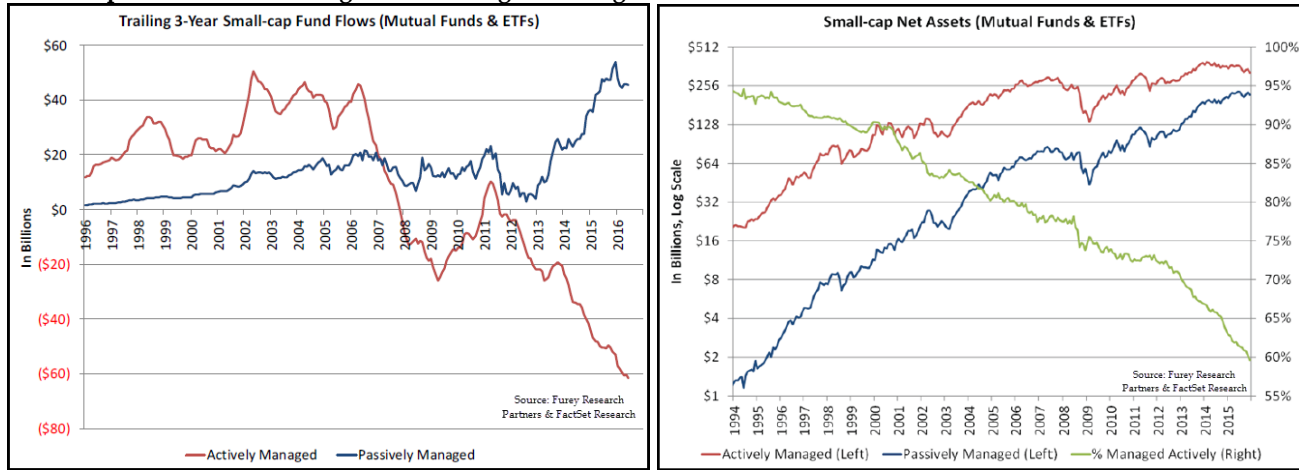 Trailing 3-Year Small-cap Fund Flows (Mutual Funds & ETFs)
$60
$40
$20
$0
($20)
($40)
($60)
($80)
In Billions
1996 1997 1998 1999 2000 2001 2002 2003 2004 2005 2006 2007 2008 2009 2010 2011 2012 2013 2014 2015 2016
Source: Furey Research
Partners & FactSet Research
Actively Managed Passively Managed
Small-cap Net Assets (Mutual Funds & ETFs)
$512
$256
$128
$64
$32
$16
$8
$4
$2
$1
In Billions, Log Scale
100%
95%
90%
85%
80%
75%
70%
65%
60%
55%
1994 1995 1996 1997 1998 1999 2000 2001 2002 2003 2004 2005 2006 2007 2008 2009 2010 2011 2012 2013 2014 2015
Source: Furey Research
Partners & FactSet Research
Actively Managed (Left) Passively Managed (Left) % Managed Actively (Right)